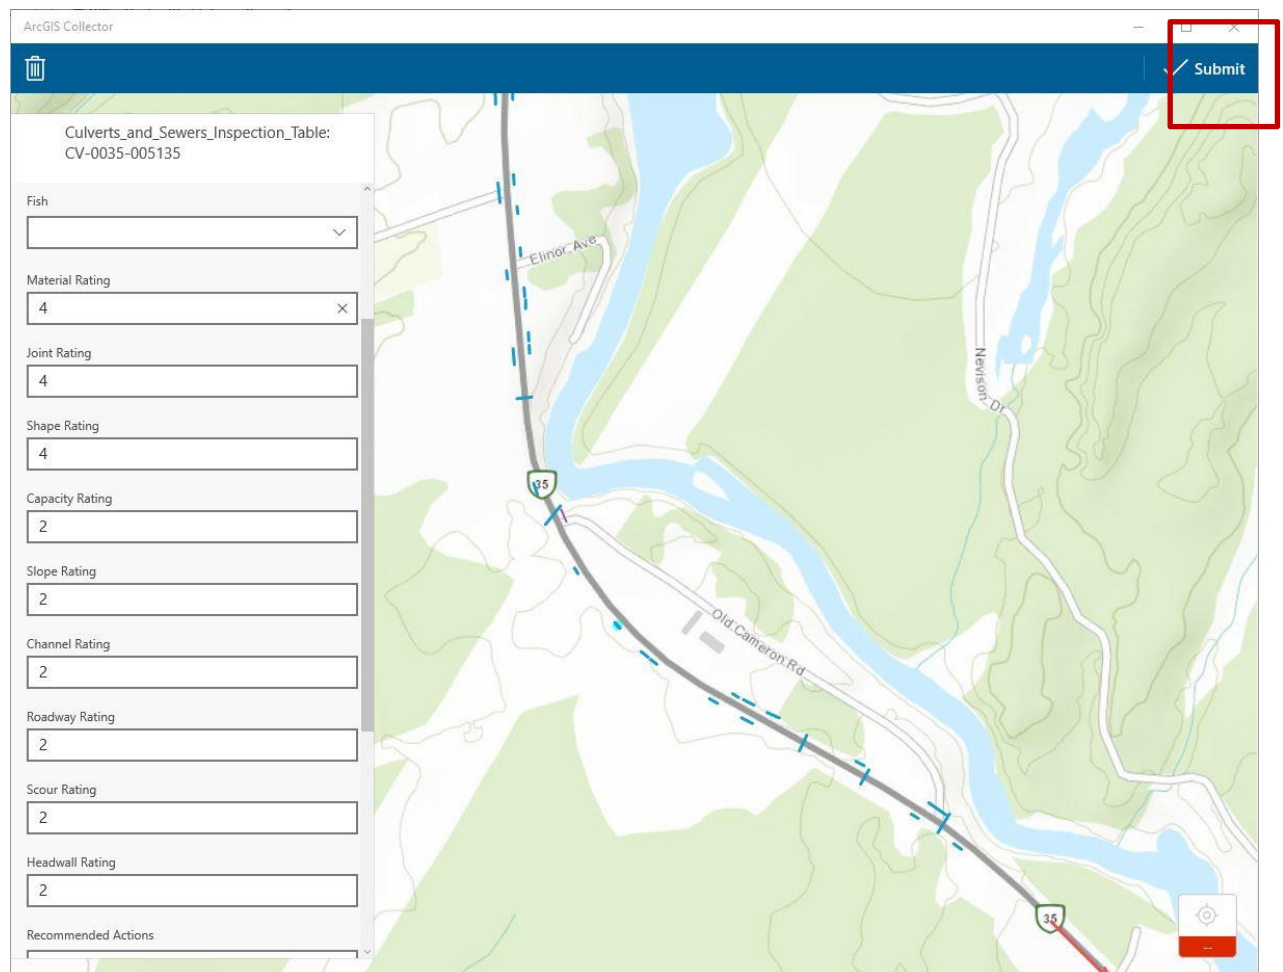 ArcGIS Collector
Submit
Culverts_and_Sewers_Inspection_Table:
CV-0035-005135
Fish
Material Rating
4
Joint Rating
4
Shape Rating
4
Capacity Rating
2
Slope Rating
2
Channel Rating
2
Roadway Rating
2
Scour Rating
2
Headwall Rating
2
Recommended Actions
Elinor Ave
Nevison Dr
35
Old Cameron Rd
35
--